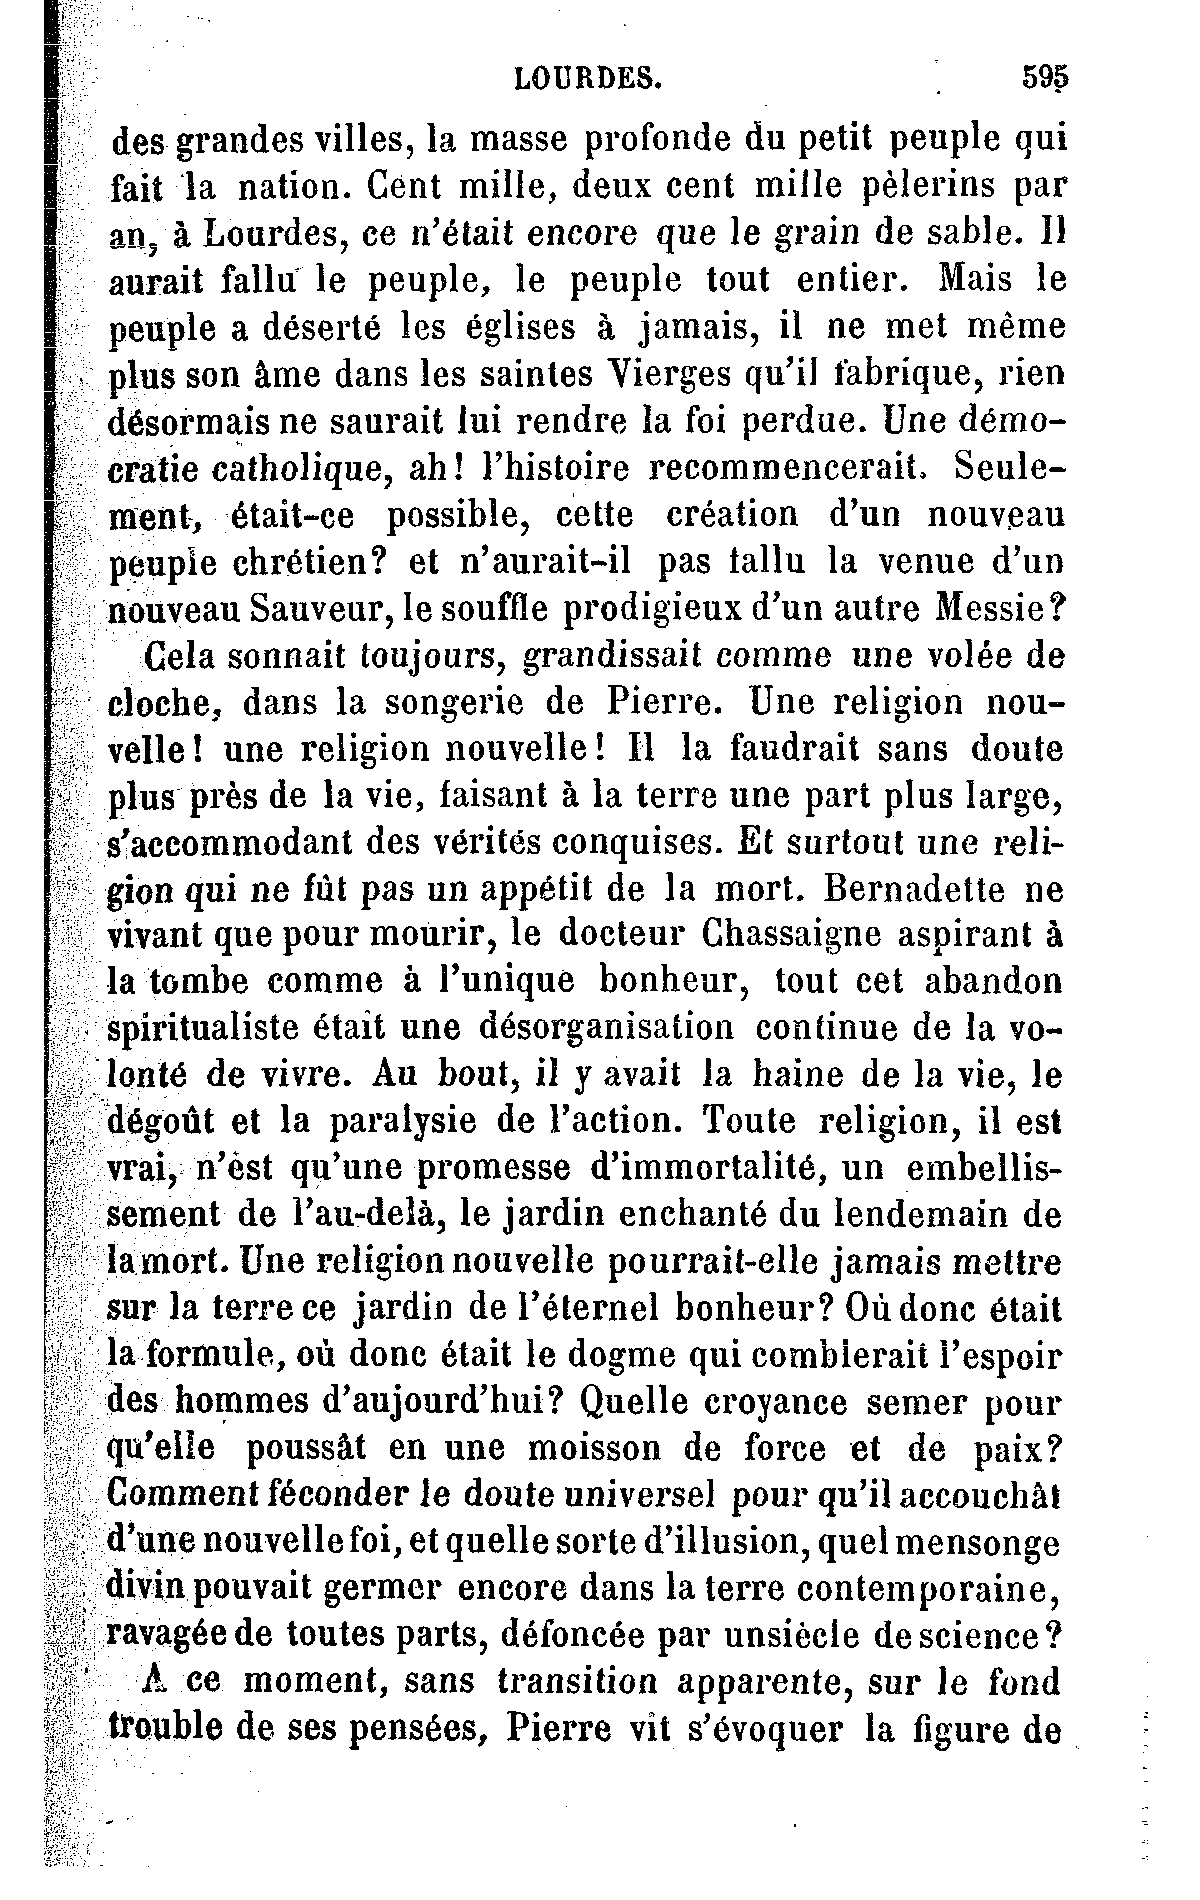 LOURDES. 595
des grandes villes, la masse profonde du petit peuple qui
fait la nation. Cent mille, deux cent mille pèlerins par
an, à Lourdes, ce n'était encore que le grain de sable. Il
aurait fallu le peuple, le peuple tout entier. Mais le
peuple a déserté les églises à jamais, il ne met même
plus son âme dans les saintes Vierges qu'il fabrique, rien
désormais ne saurait lui rendre la foi perdue. Une démo-
cratie catholique, ah! l'histoire recommencerait. Seule-
ment, était-ce possible, cette création d'un nouveau
peuple chrétien? et n'aurait-il pas fallu la venue d'un
nouveau Sauveur, le souffle prodigieux d'un autre Messie?
Cela sonnait toujours, grandissait comme une volée de
cloche, dans la songerie de Pierre. Une religion nou-
velle! une religion nouvelle! Il la faudrait sans doute
plus près de la vie, faisant à la terre une part plus large,
s'accommodant des vérités conquises. Et surtout une reli-
gion qui ne fût pas un appétit de la mort. Bernadette ne
vivant que pour mourir, le docteur Chassaigne aspirant à
la tombe comme à l'unique bonheur, tout cet abandon
spiritualiste était une désorganisation continue de la vo-
lonté de vivre. Au bout, il y avait la haine de la vie, le
dégoût et la paralysie de l'action. Toute religion, il est
vrai, n'est qu'une promesse d'immortalité, un embellis-
sement de l'au-delà, le jardin enchanté du lendemain de
la mort. Une religion nouvelle pourrait-elle jamais mettre
sur la terre ce jardin de l'éternel bonheur? Où donc était
la formule, où donc était le dogme qui comblerait l'espoir
des hommes d'aujourd'hui? Quelle croyance semer pour
qu'elle poussât en une moisson de force et de paix?
Comment féconder le doute universel pour qu'il accouchât
d'une nouvelle foi, et quelle sorte d'illusion, quel mensonge
divin pouvait germer encore dans la terre contemporaine,
ravagée de toutes parts, défoncée par un siècle de science?
A ce moment, sans transition apparente, sur le fond
trouble de ses pensées, Pierre vit s'évoquer la figure de